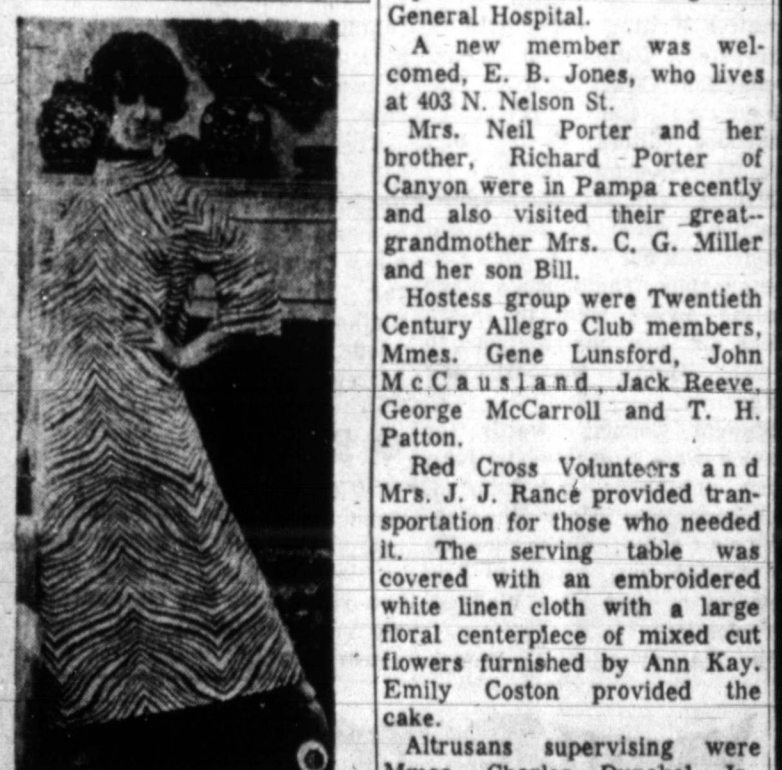 General Hospital.
A new member was wel-
comed, E. B. Jones, who lives
at 403 N. Nelson St.
Mrs. Neil Porter and her
brother, Richard Porter of
Canyon were in Pampa recently
and also visited their great--
grandmother Mrs. C. G. Miller
and her son Bill.
Hostess group were Twentieth
Century Allegro Club members,
Mmes. Gene Lunsford, John
McCausland, Jack Reeve,
George McCarroll and T. H.
Patton.
Red Cross Volunteers and
Mrs. J. J. Rance provided tran-
sportation for those who needed
it. The serving table was
covered with an embroidered
white linen cloth with a large
floral centerpiece of mixed cut
flowers furnished by Ann Kay.
Emily Coston provided the
cake.
Altrusans supervising were